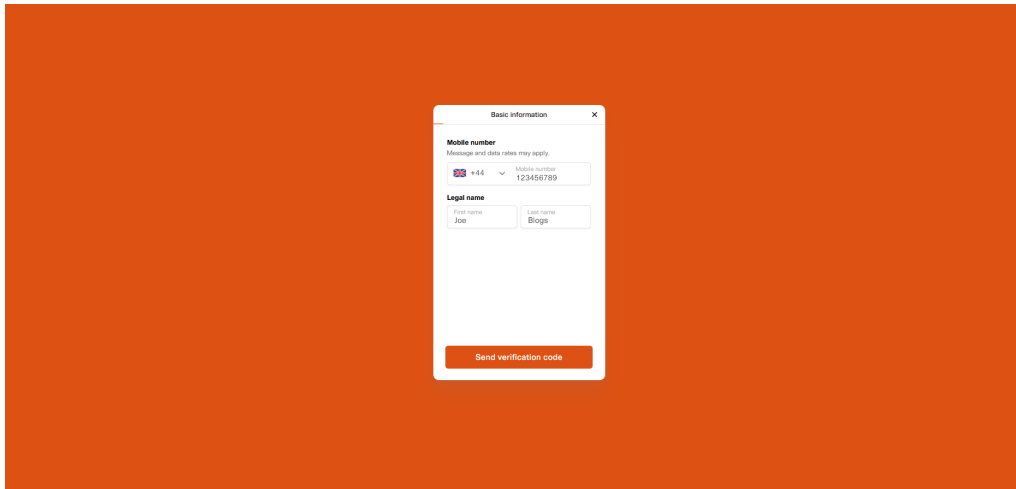 Basic information
Mobile number
Message and data rates may apply.
+44
Mobile number
123456789
Legal name
First name
Joe
Last name
Blogs
Send verification code